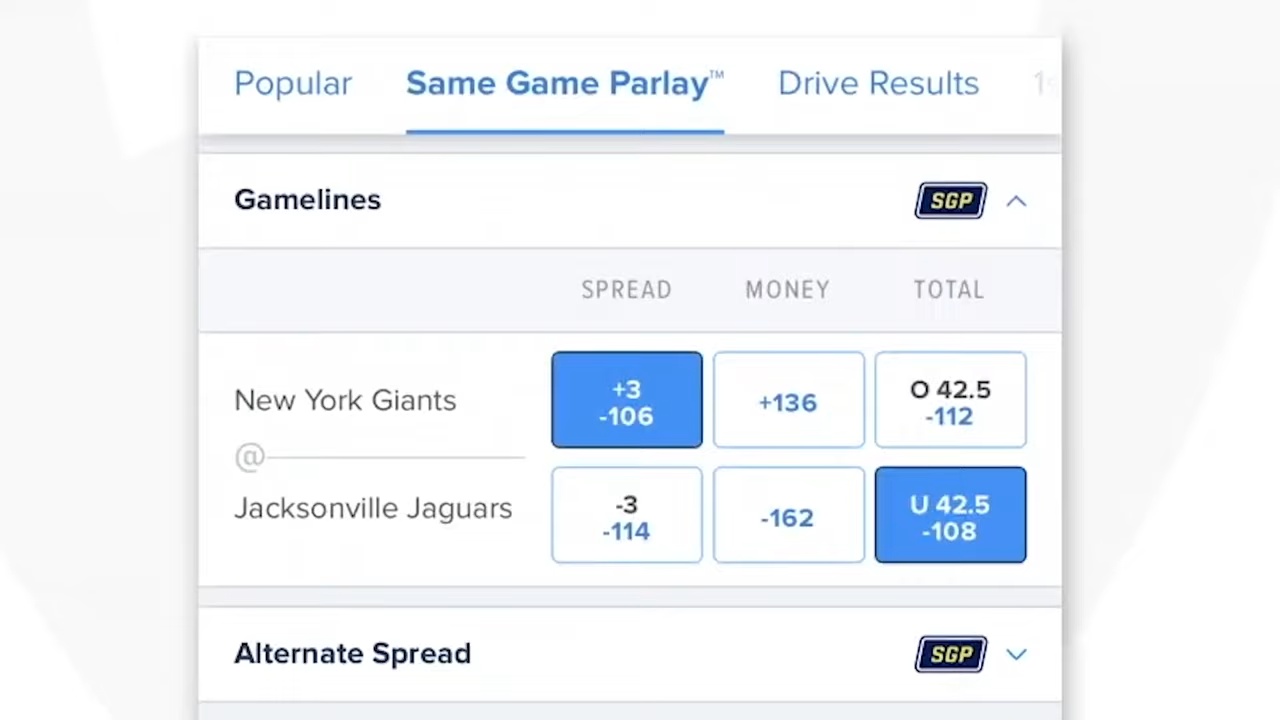 Popular Same Game Parlay™ Drive Results
Gamelines SGP
SPREAD MONEY TOTAL
+3 O 42.5
New York Giants +136
-106 -112
@
-3 U 42.5
Jacksonville Jaguars -162
-114 -108
Alternate Spread SGP